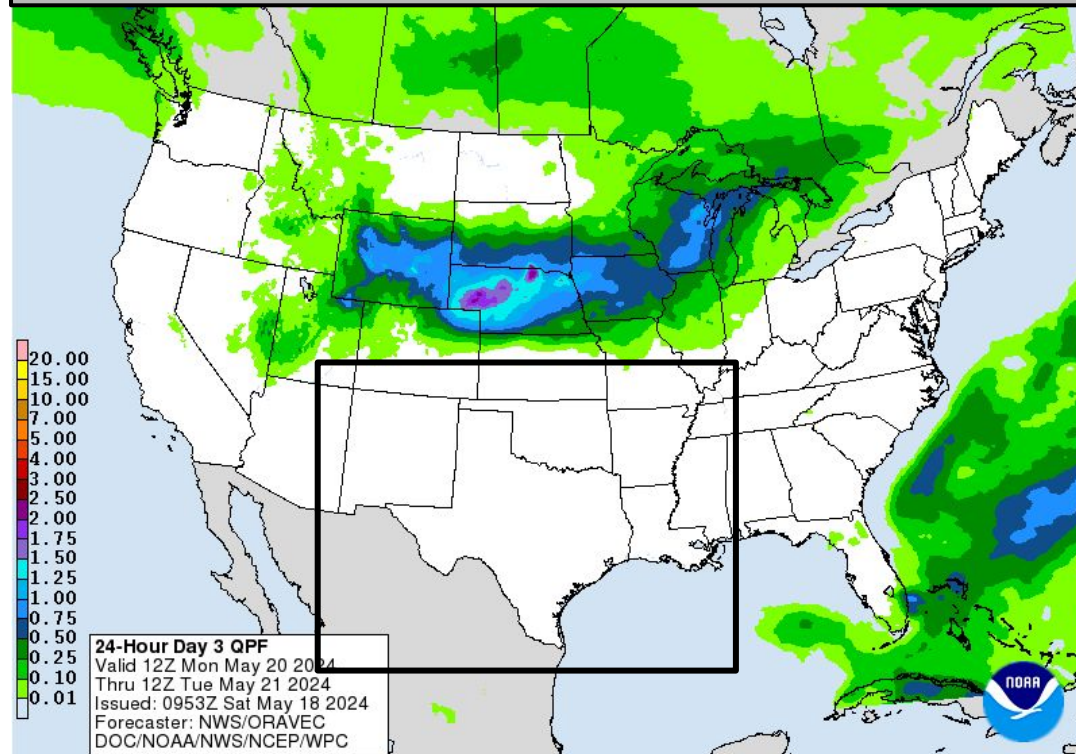 20.00
15.00
10.00
7.00
5.00
4.00
3.00
2.50
2.00
1.75
1.50
1.25
1.00
0.75
0.50
0.25
0.10
0.01
24-Hour Day 3 QPF
Valid 12Z Mon May 20 2024
Thru 12Z Tue May 21 2024
Issued: 0953Z Sat May 18 2024
Forecaster: NWS/ORAVEC
DOC/NOAA/NWS/NCEP/WPC
NOAA